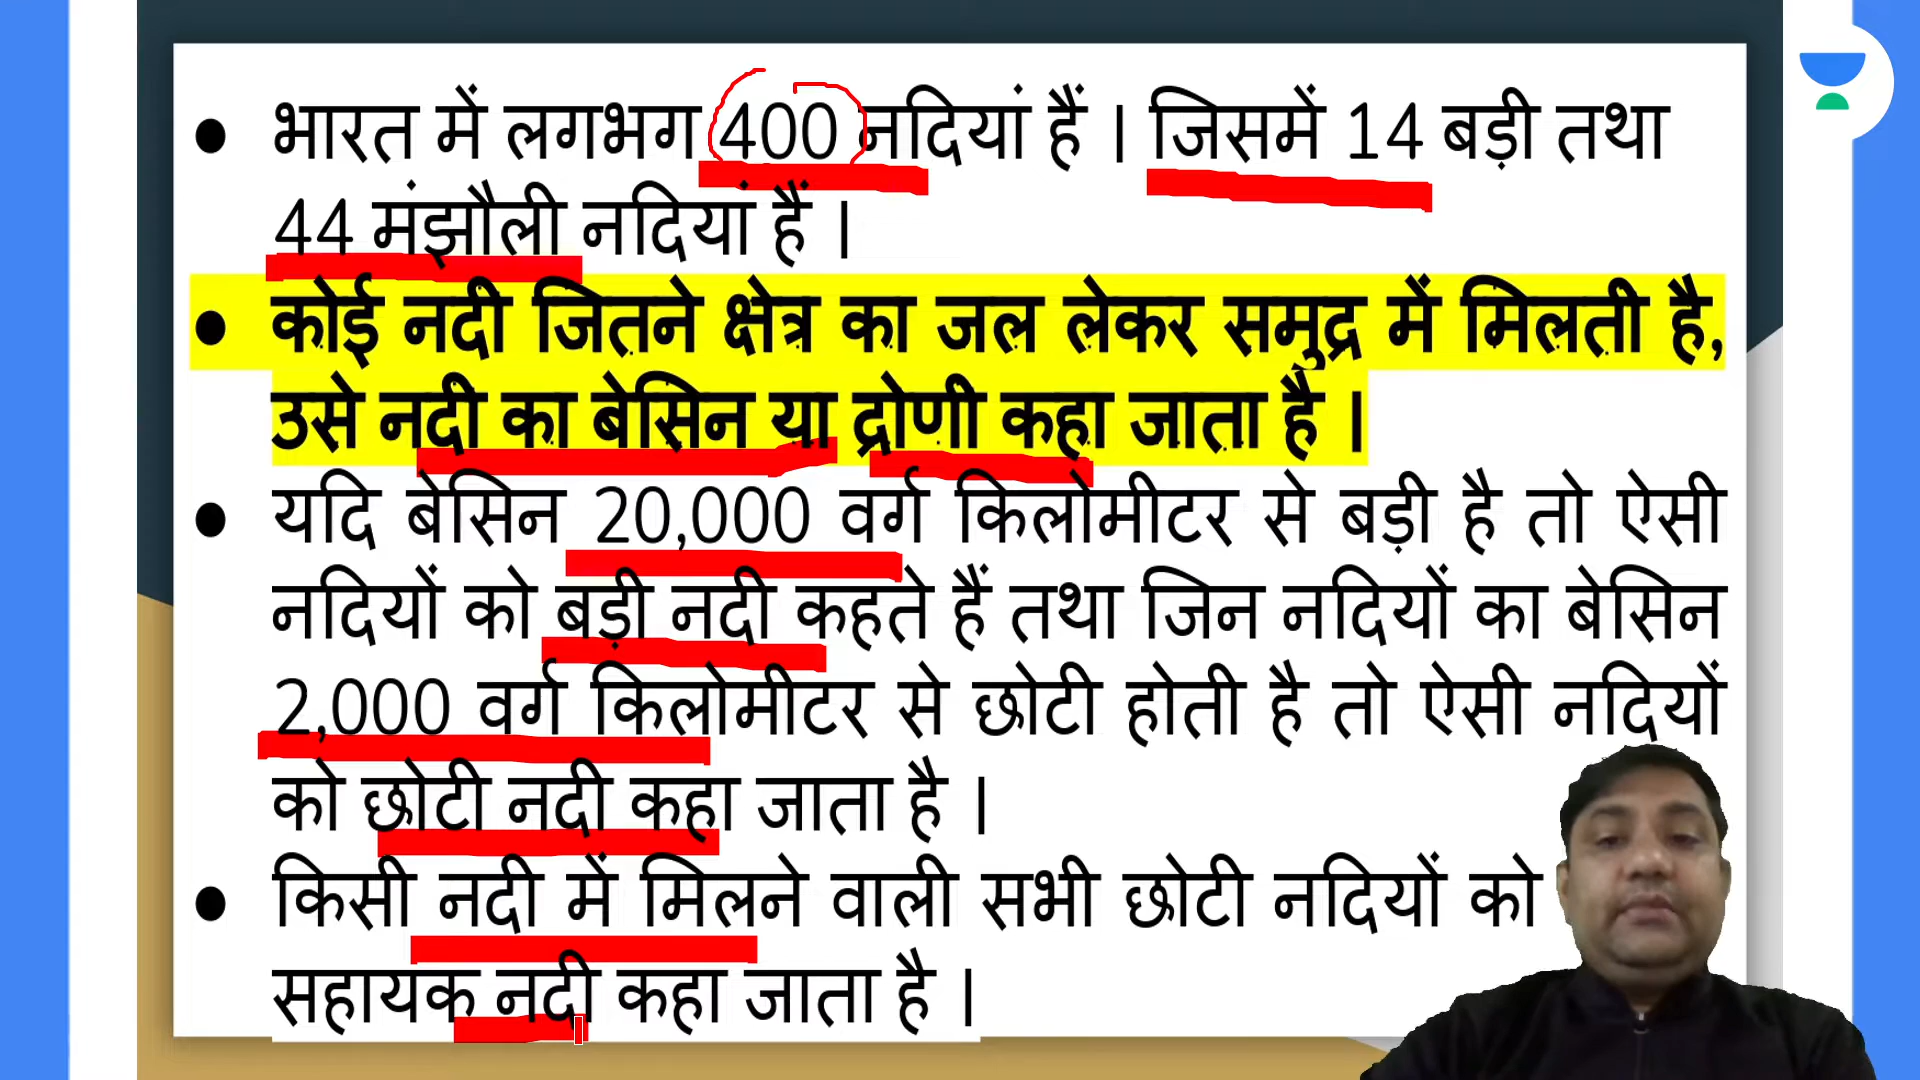 भारत में लगभग 400 नदियां हैं । जिसमें 14 बड़ी तथा
44 मंझौली नदियां हैं ।
कोई नदी जितने क्षेत्र का जल लेकर समुद्र में मिलती है,
उसे नदी का बेसिन या द्रोणी कहा जाता है ।
यदि बेसिन 20,000 वर्ग किलोमीटर से बड़ी है तो ऐसी
नदियों को बड़ी नदी कहते हैं तथा जिन नदियों का बेसिन
2,000 वर्ग किलोमीटर से छोटी होती है तो ऐसी नदियों
को छोटी नदी कहा जाता है ।
किसी नदी में मिलने वाली सभी छोटी नदियों को
सहायक नदी कहा जाता है ।